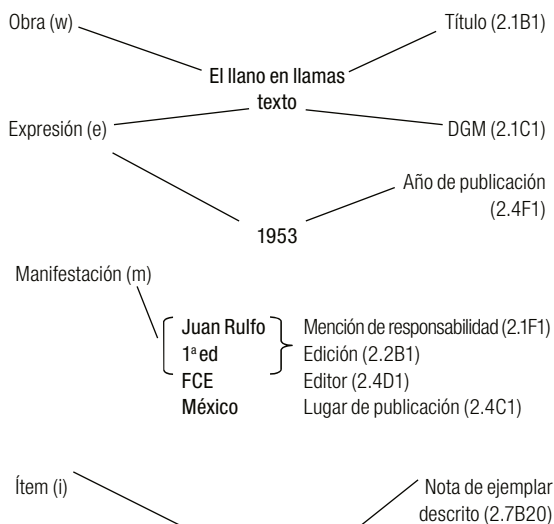 Obra (w) Título (2.1B1)
El llano en llamas
texto
Expresión (e) DGM (2.1C1)
Año de publicación
(2.4F1)
1953
Manifestación (m)
Juan Rulfo Mención de responsabilidad (2.1F1)
1ª ed Edición (2.2B1)
FCE Editor (2.4D1)
México Lugar de publicación (2.4C1)
Ítem (i) Nota de ejemplar
descrito (2.7B20)